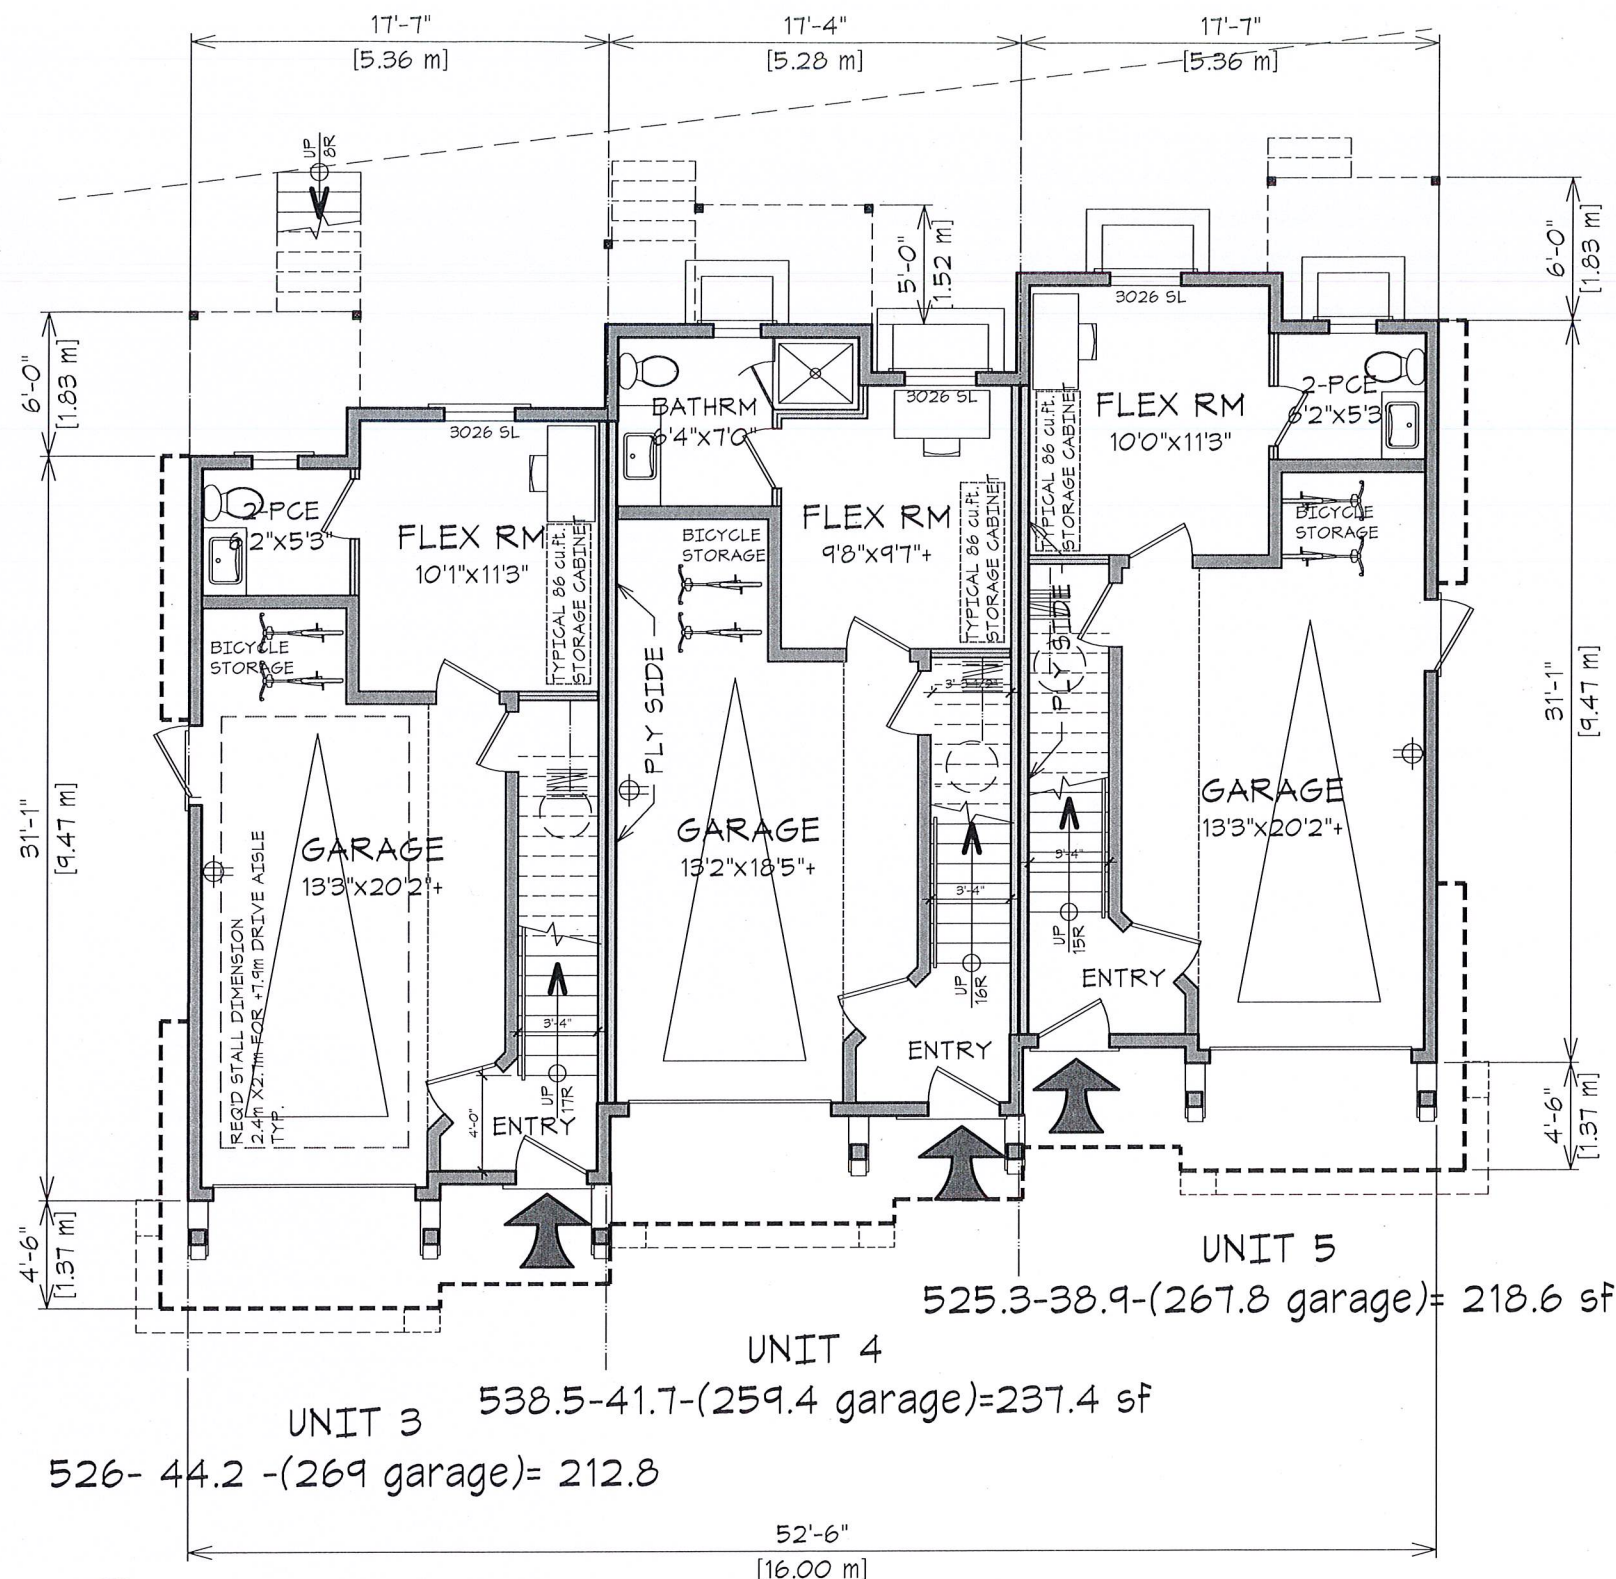 17'-7"
[5.36 m]
17'-4"
[5.28 m]
17'-7"
[5.36 m]
UP
8R
6'-0"
[1.83 m]
5'-0"
1.52 m]
6'-0"
[1.83 m]
3026 SL
3026 SL
3026 SL
2-PCE
6'2"x5'3"
FLEX RM
10'1"x11'3"
TYPICAL 86 cu.ft.
STORAGE CABINET
BATHRM
6'4"x7'0"
FLEX RM
9'8"x9'7"+
TYPICAL 86 cu.ft.
STORAGE CABINET
FLEX RM
10'0"x11'3"
TYPICAL 86 cu.ft.
STORAGE CABINET
2-PCE
6'2"x5'3
BICYCLE
STORAGE
BICYCLE
STORAGE
BICYCLE
STORAGE
PLY SIDE
PLY SIDE
31'-1"
[9.47 m]
31'-1"
[9.47 m]
GARAGE
13'3"x20'2"+
GARAGE
13'2"x18'5"+
GARAGE
13'3"x20'2"+
REQ'D STALL DIMENSION
2.4m X2.1m FOR +7.9m DRIVE AISLE
TYP.
3'-4"
3'-4"
3'-4"
UP
17R
UP
16R
UP
15R
4'-0"
ENTRY
ENTRY
ENTRY
4'-6"
[1.37 m]
4'-6"
[1.37 m]
UNIT 5
525.3-38.9-(267.8 garage)= 218.6 sf
UNIT 4
538.5-41.7-(259.4 garage)=237.4 sf
UNIT 3
526- 44.2 -(269 garage)= 212.8
52'-6"
[16.00 m]